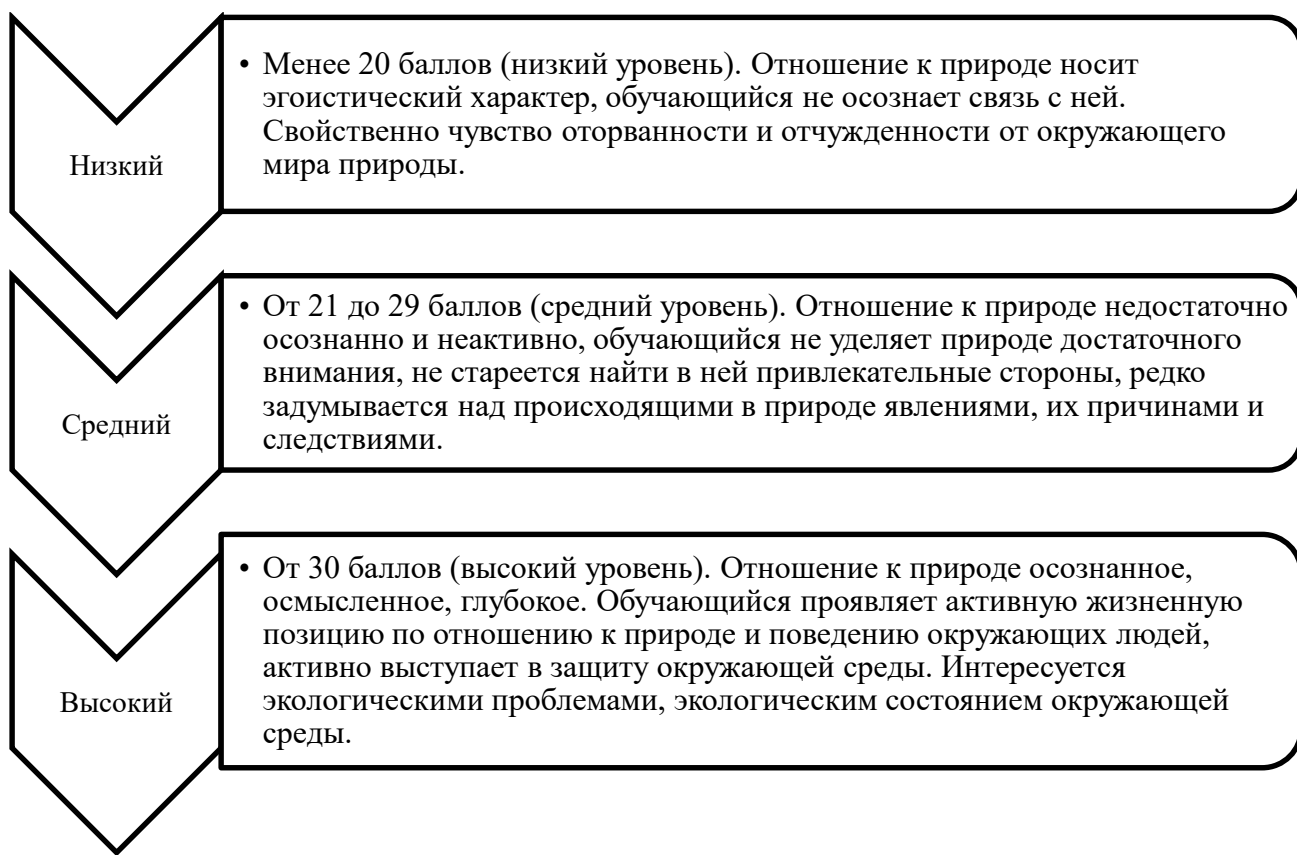 Низкий
• Менее 20 баллов (низкий уровень). Отношение к природе носит
эгоистический характер, обучающийся не осознает связь с ней.
Свойственно чувство оторванности и отчужденности от окружающего
мира природы.
Средний
• От 21 до 29 баллов (средний уровень). Отношение к природе недостаточно
осознанно и неактивно, обучающийся не уделяет природе достаточного
внимания, не стареется найти в ней привлекательные стороны, редко
задумывается над происходящими в природе явлениями, их причинами и
следствиями.
Высокий
• От 30 баллов (высокий уровень). Отношение к природе осознанное,
осмысленное, глубокое. Обучающийся проявляет активную жизненную
позицию по отношению к природе и поведению окружающих людей,
активно выступает в защиту окружающей среды. Интересуется
экологическими проблемами, экологическим состоянием окружающей
среды.